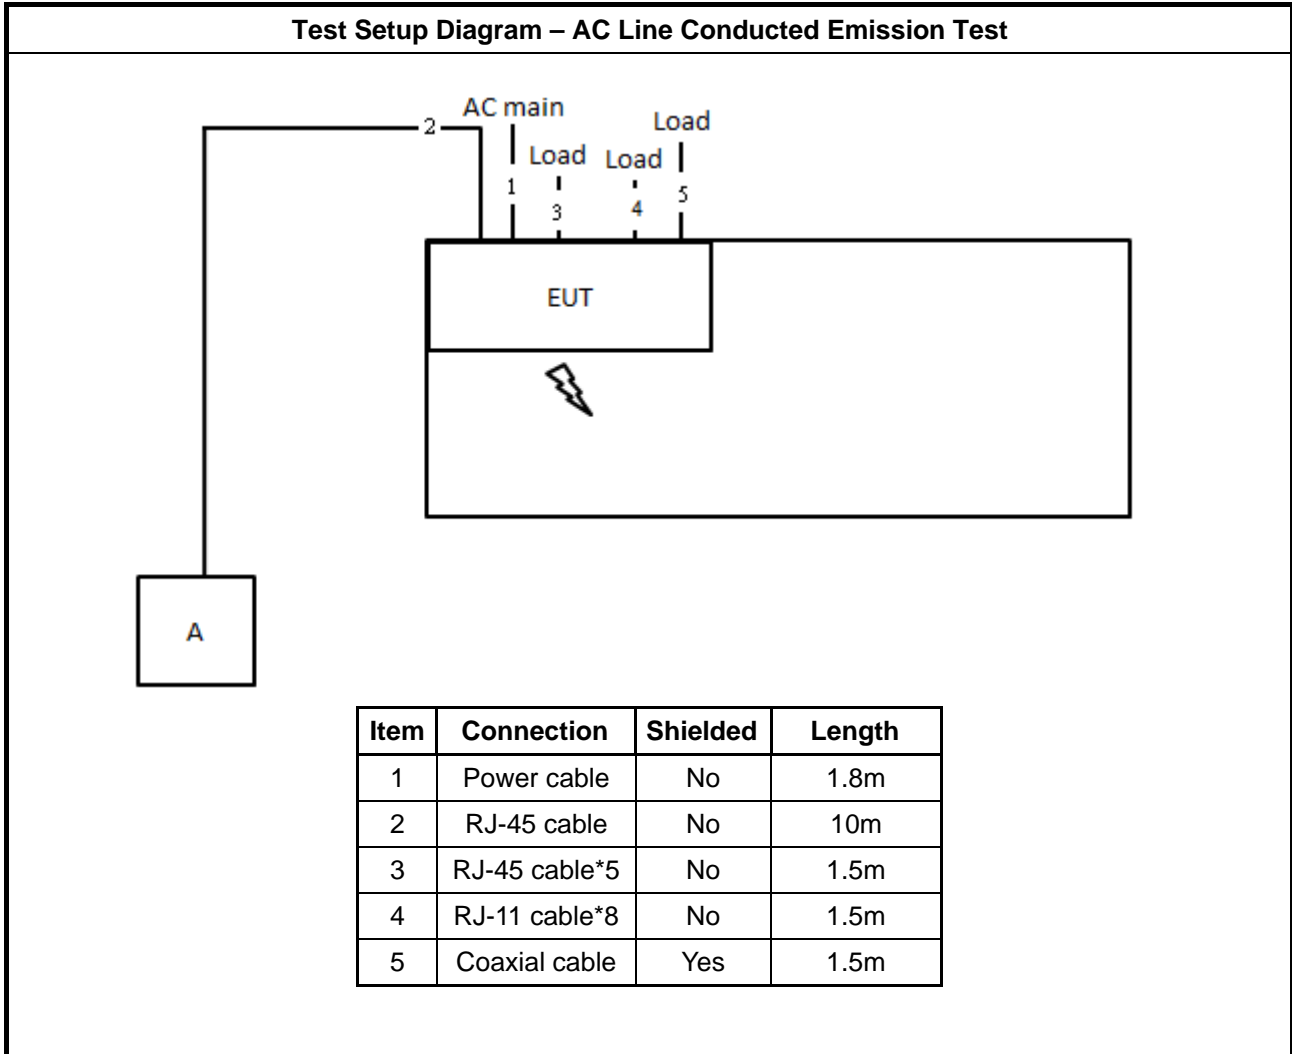 Test Setup Diagram – AC Line Conducted Emission Test
AC main
2
Load
Load
Load
1
3
4
5
EUT
A
Item Connection Shielded Length
1 Power cable No 1.8m
2 RJ-45 cable No 10m
3 RJ-45 cable*5 No 1.5m
4 RJ-11 cable*8 No 1.5m
5 Coaxial cable Yes 1.5m